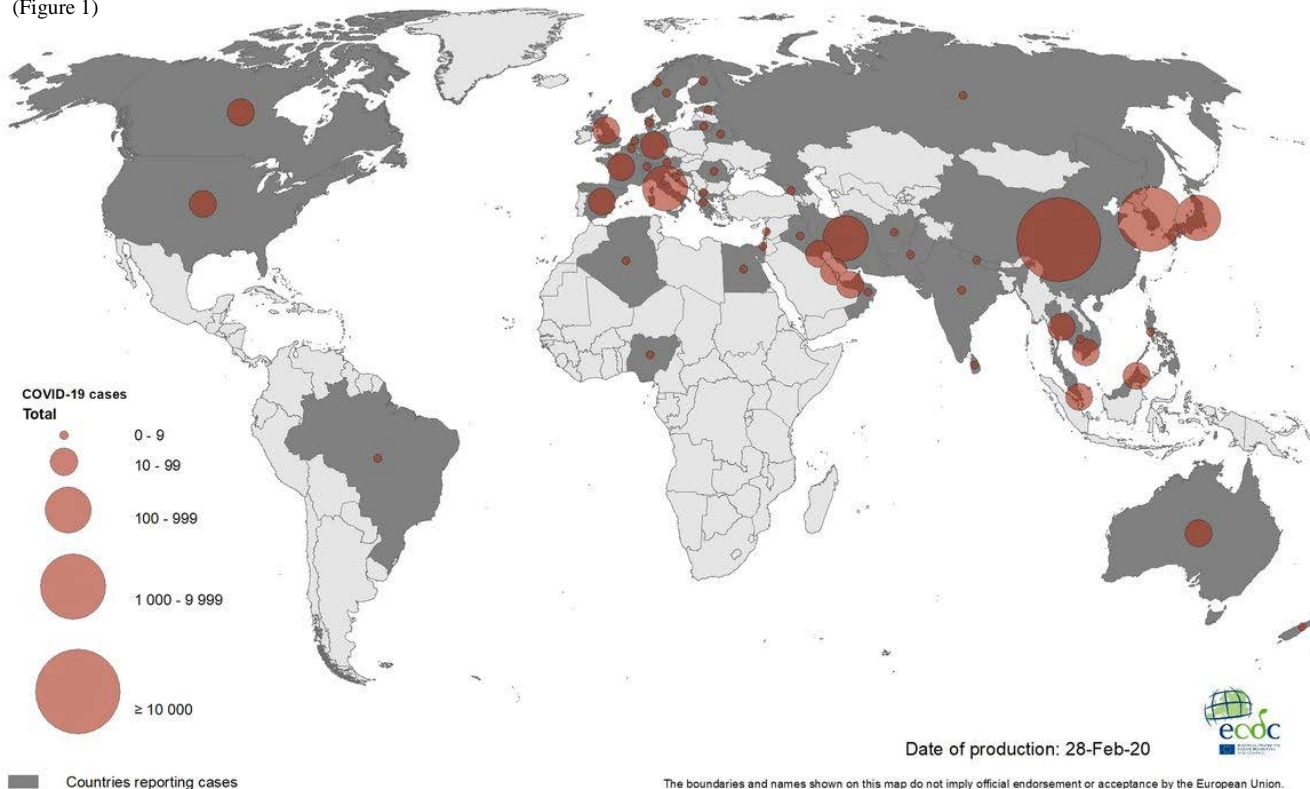 (Figure 1)
COVID-19 cases
Total
0 - 9
10 - 99
100 - 999
1 000 - 9 999
≥ 10 000
Countries reporting cases
Date of production: 28-Feb-20
ecdc
The boundaries and names shown on this map do not imply official endorsement or acceptance by the European Union.